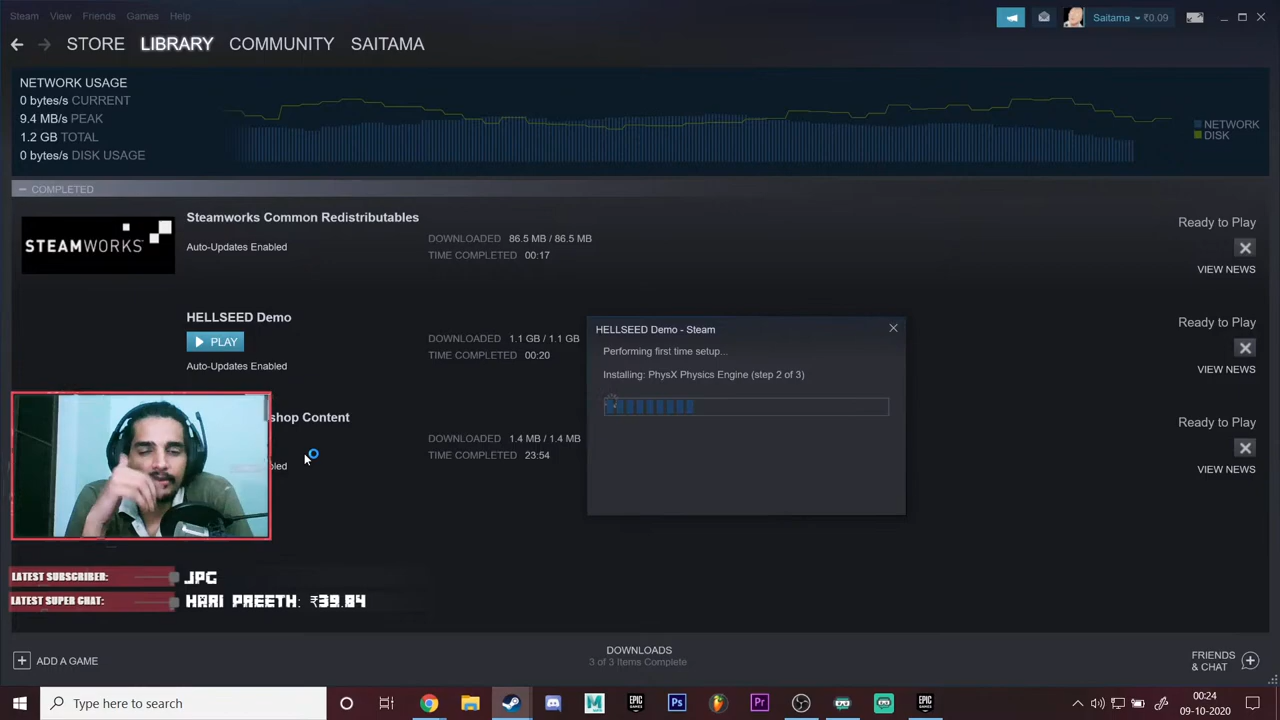 Steam View Friends Games Help
Saitama ₹0.09
STORE LIBRARY COMMUNITY SAITAMA
NETWORK USAGE
0 bytes/s CURRENT
9.4 MB/s PEAK
1.2 GB TOTAL
0 bytes/s DISK USAGE
NETWORK
DISK
COMPLETED
STEAMWORKS
Steamworks Common Redistributables
Auto-Updates Enabled
DOWNLOADED 86.5 MB / 86.5 MB
TIME COMPLETED 00:17
Ready to Play
VIEW NEWS
HELLSEED Demo
PLAY
Auto-Updates Enabled
DOWNLOADED 1.1 GB / 1.1 GB
TIME COMPLETED 00:20
Ready to Play
VIEW NEWS
HELLSEED Demo - Steam
Performing first time setup...
Installing: PhysX Physics Engine (step 2 of 3)
shop Content
bled
DOWNLOADED 1.4 MB / 1.4 MB
TIME COMPLETED 23:54
Ready to Play
VIEW NEWS
LATEST SUBSCRIBER: JPG
LATEST SUPER CHAT: HARI PREETH: ₹39.84
ADD A GAME
DOWNLOADS
3 of 3 Items Complete
FRIENDS
& CHAT
Type here to search
EPIC
GAMES
Ps
Pr
EPIC
GAMES
00:24
09-10-2020